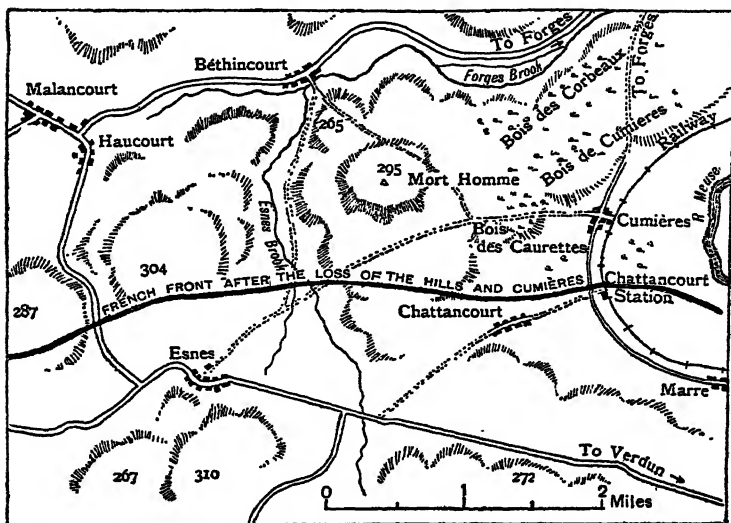 To Forges
Béthincourt
Forges Brook
To Forges
Malancourt
Bois des Corbeaux
265
Bois de Cumières
Railway
Haucourt
295
Mort Homme
R. Meuse
Esnes Brook
Cumières
Bois
des Caurettes
304
FRENCH FRONT AFTER THE LOSS OF THE HILLS AND CUMIÈRES
Chattancourt
Station
287
Chattancourt
Esnes
Marre
To Verdun
267
310
272
0 1 2
Miles